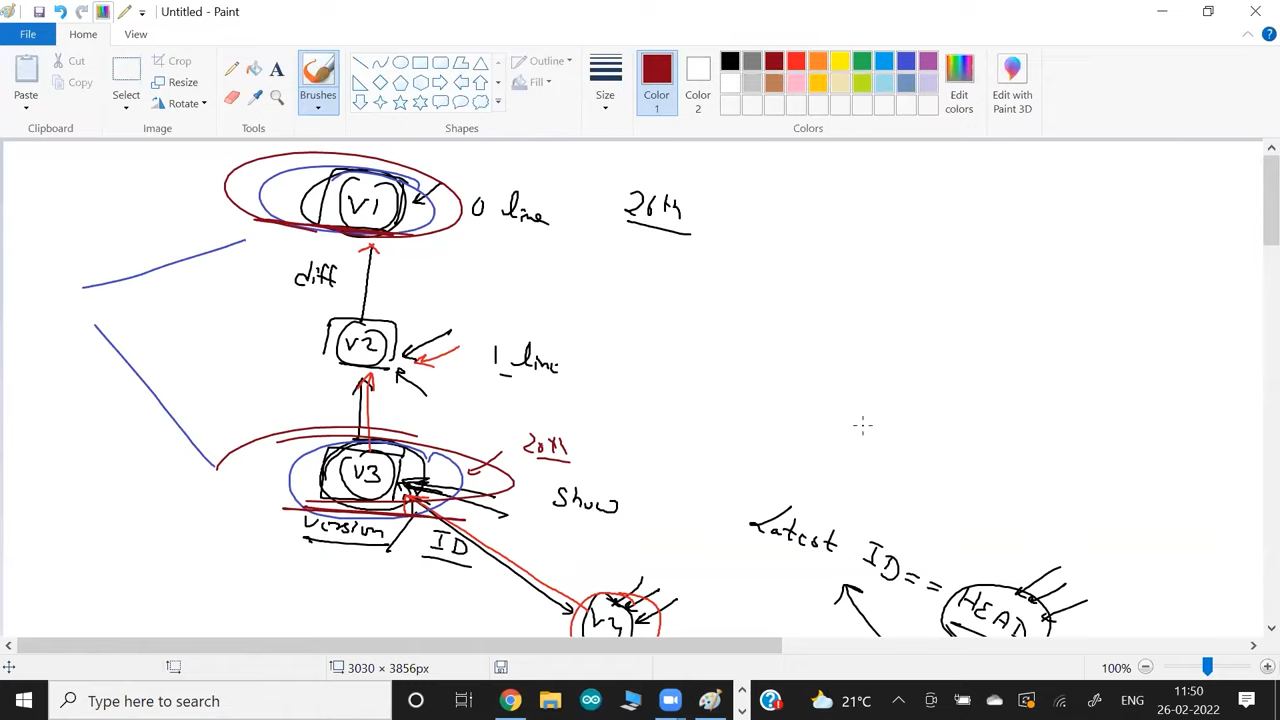 Untitled - Paint
File
Home
View
Paste
Cut
Copy
Clipboard
Select
Crop
Resize
Rotate
Image
Tools
Brushes
Shapes
Outline
Fill
Size
Color 1
Color 2
Colors
Edit colors
Edit with Paint 3D
V1
0 line
26th
diff
V2
1 line
V3
26th
Show
version
ID
Latest ID==
HEAD
3030 × 3856px
100%
Type here to search
21°C
ENG
11:50
26-02-2022